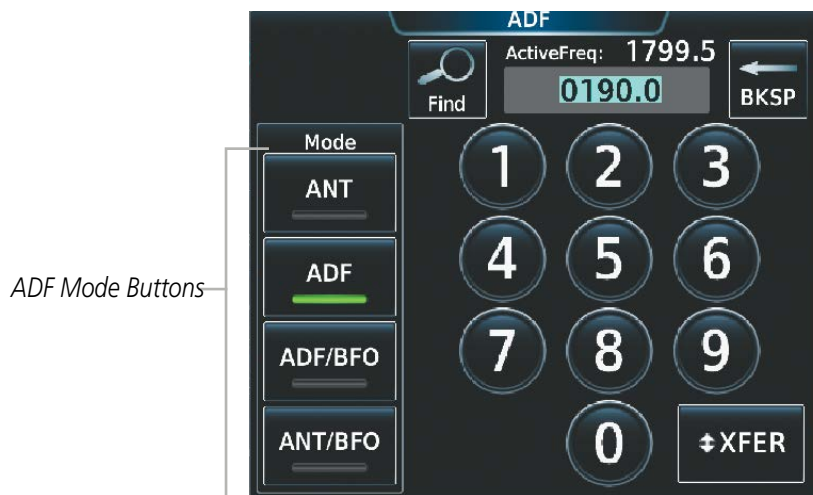 ADF
ActiveFreq: 1799.5
Find
0190.0
BKSP
Mode
ANT
ADF
ADF/BFO
ANT/BFO
1 2 3
4 5 6
7 8 9
0
XFER
ADF Mode Buttons